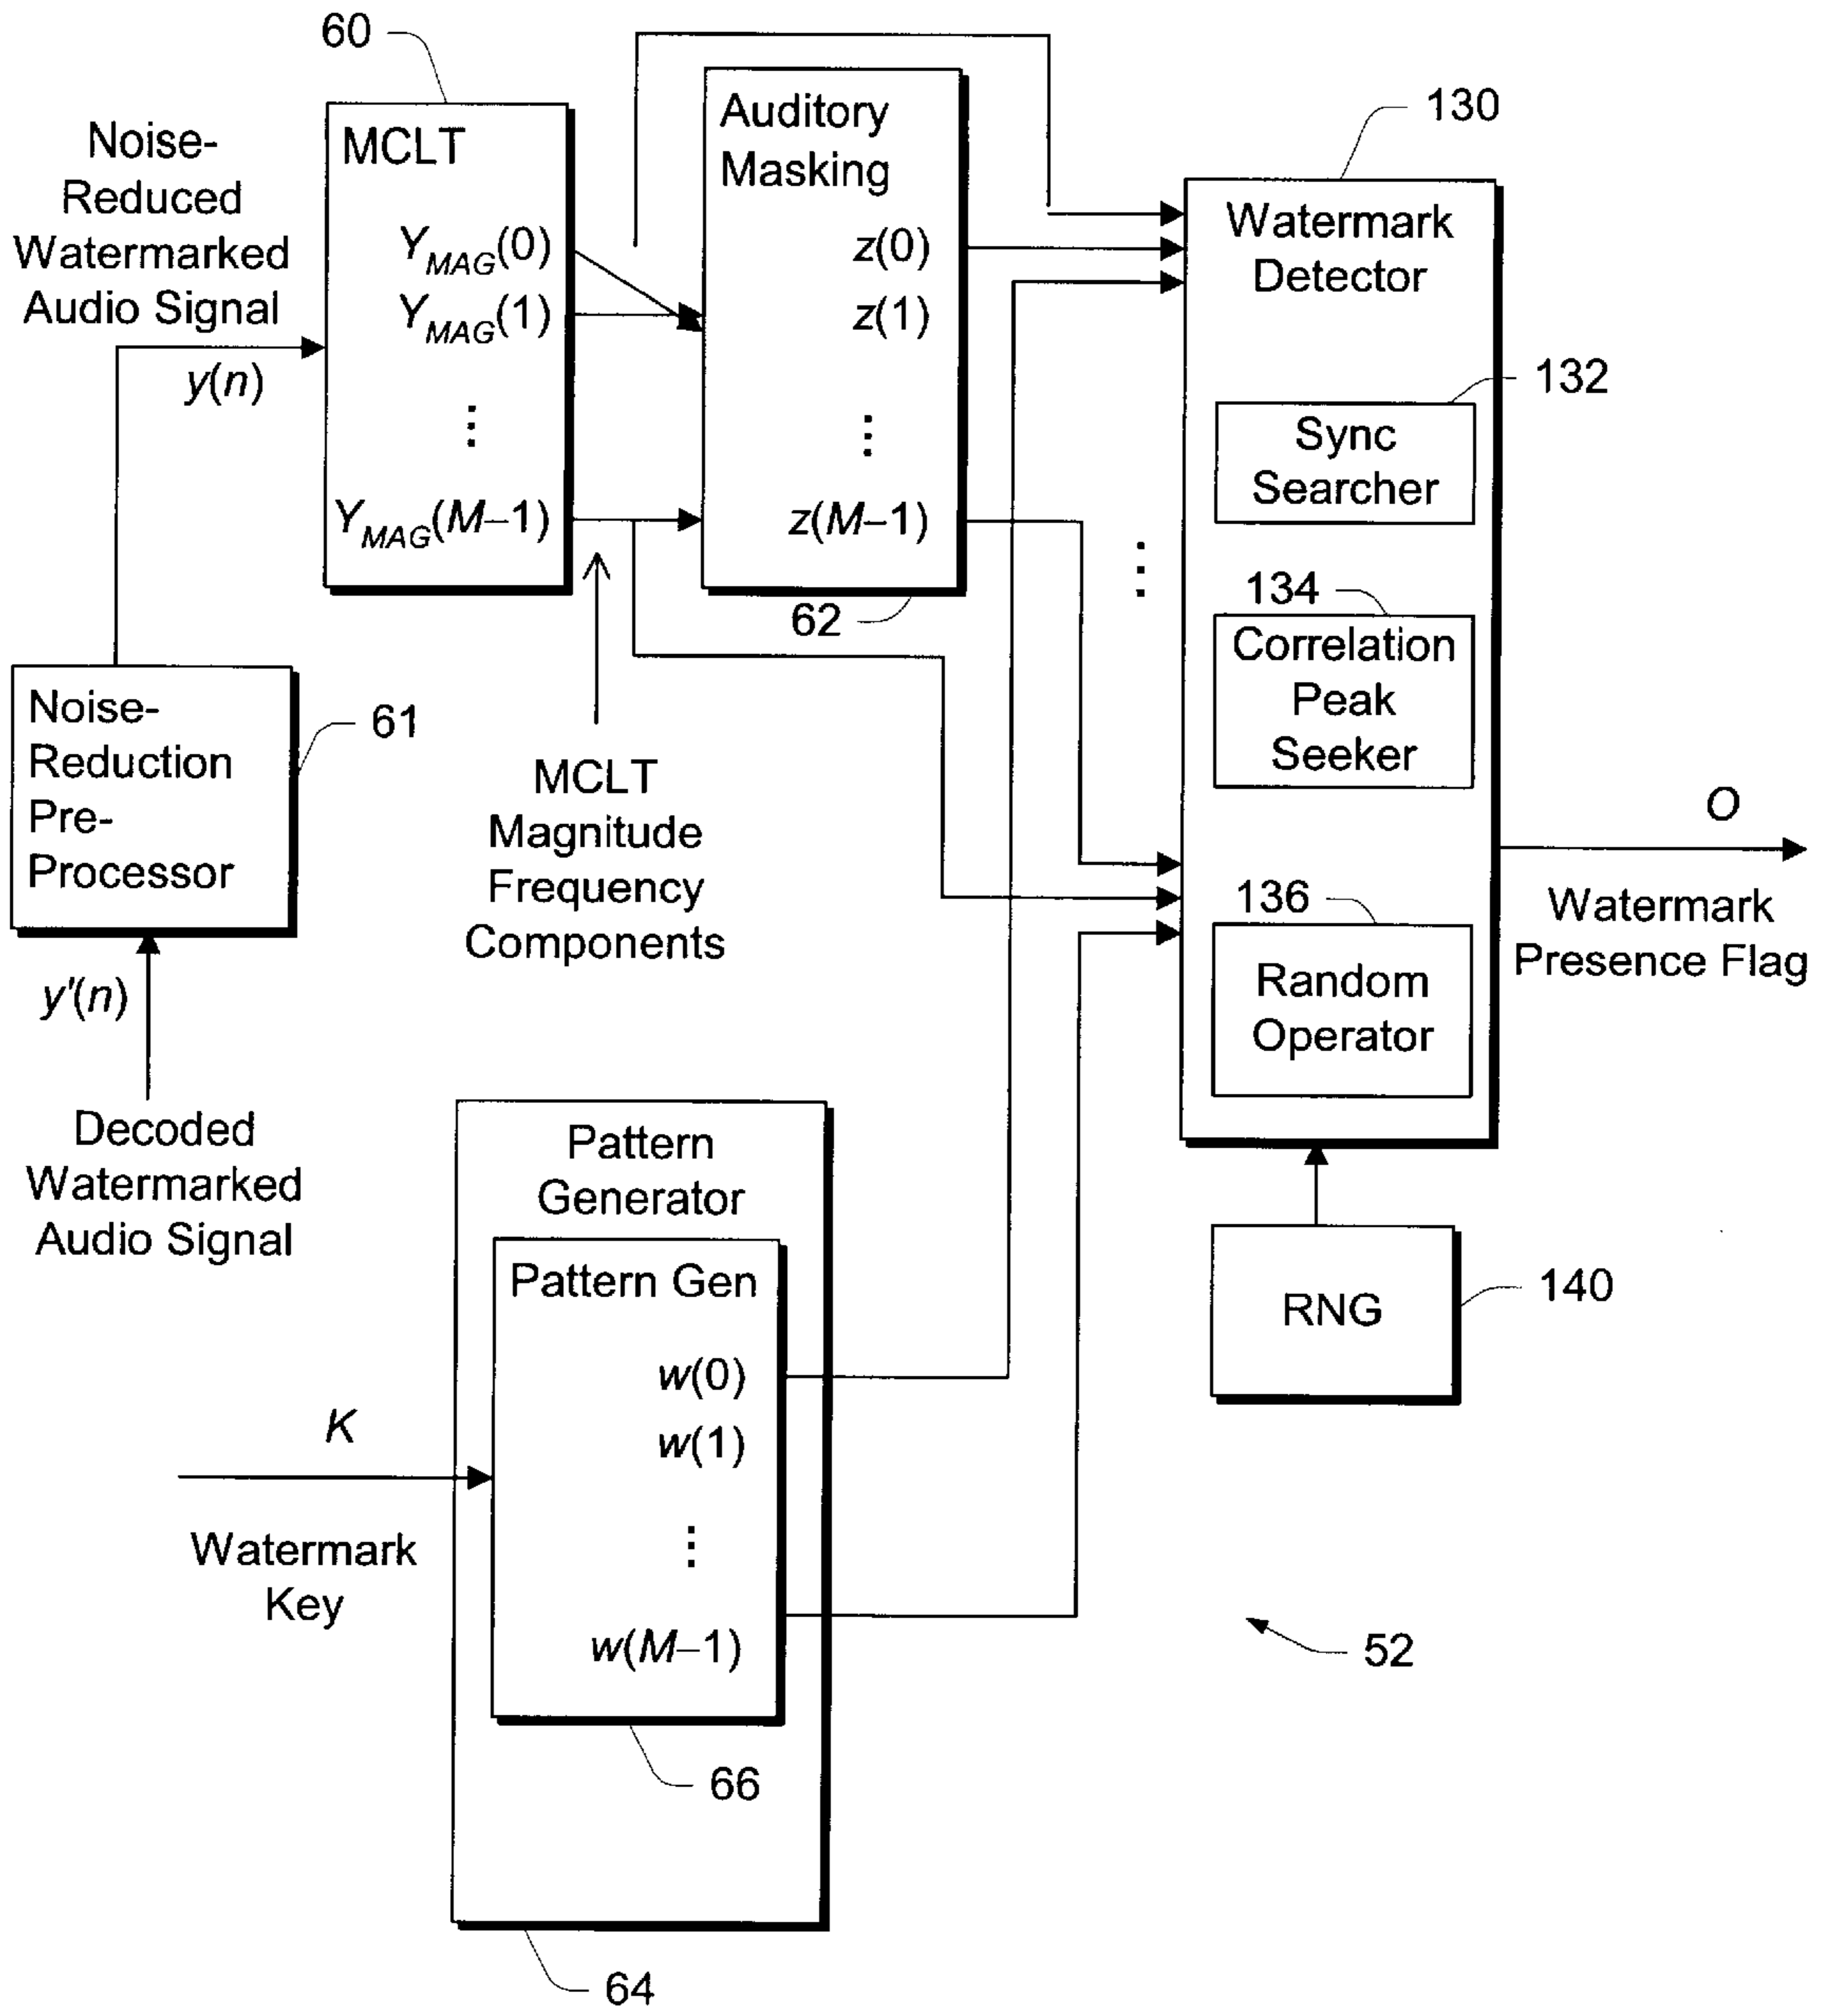 60
MCLT
Y_MAG(0)
Y_MAG(1)
⋮
Y_MAG(M–1)
Auditory
Masking
z(0)
z(1)
⋮
z(M–1)
62
Noise-
Reduced
Watermarked
Audio Signal
y(n)
130
Watermark
Detector
132
Sync
Searcher
134
Correlation
Peak
Seeker
136
Random
Operator
⋮
O
Watermark
Presence Flag
Noise-
Reduction
Pre-
Processor
61
y'(n)
Decoded
Watermarked
Audio Signal
MCLT
Magnitude
Frequency
Components
Pattern
Generator
Pattern Gen
w(0)
w(1)
⋮
w(M–1)
66
64
K
Watermark
Key
RNG
140
52